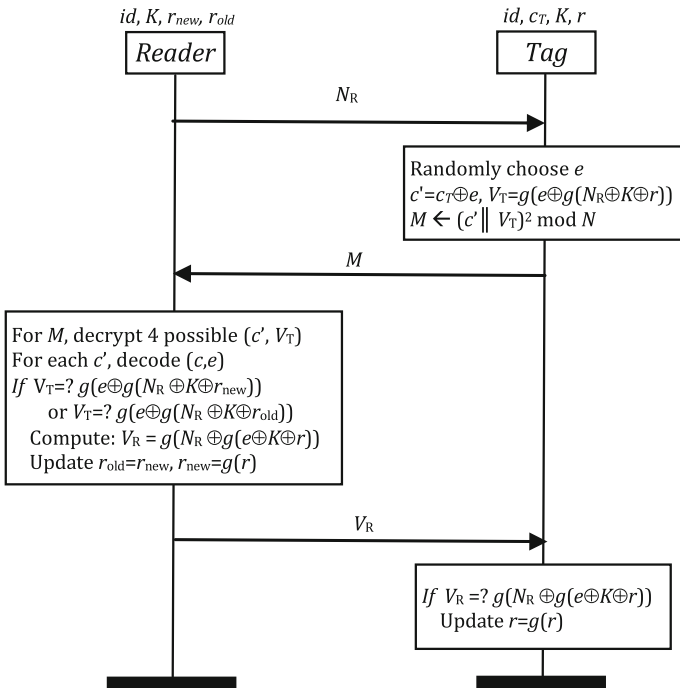 id, K, r_new, r_old
id, c_T, K, r
Reader
Tag
N_R
Randomly choose e
c'=c_T⊕e, V_T=g(e⊕g(N_R⊕K⊕r))
M ← (c'‖ V_T)² mod N
M
For M, decrypt 4 possible (c', V_T)
For each c', decode (c,e)
If V_T=? g(e⊕g(N_R ⊕K⊕r_new))
or V_T=? g(e⊕g(N_R ⊕K⊕r_old))
Compute: V_R = g(N_R ⊕g(e⊕K⊕r))
Update r_old=r_new, r_new=g(r)
V_R
If V_R =? g(N_R ⊕g(e⊕K⊕r))
Update r=g(r)